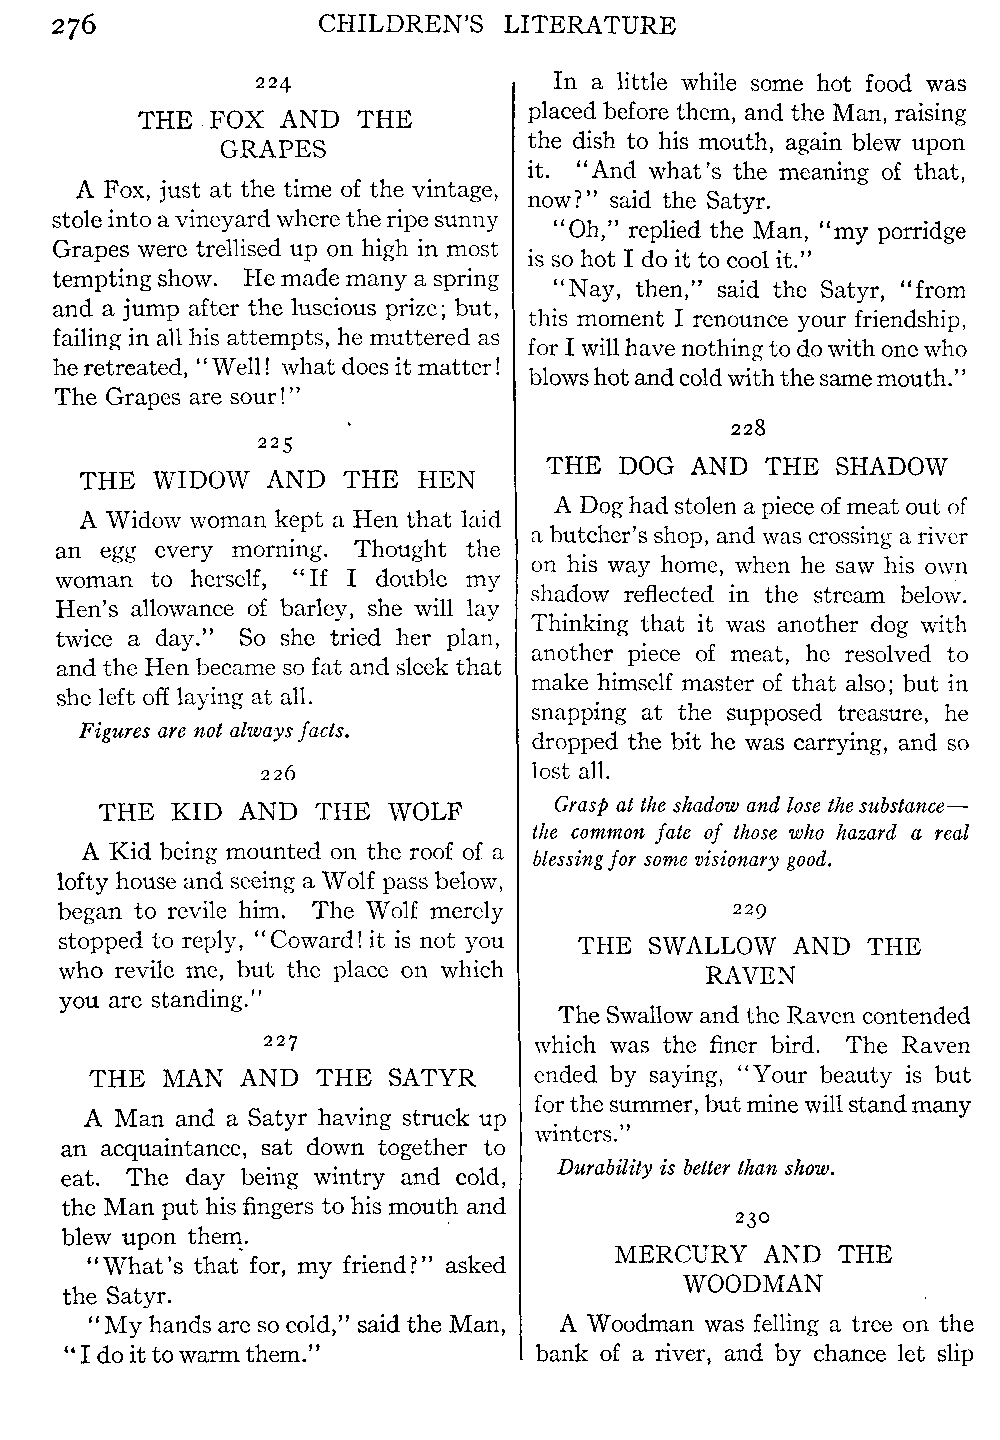 276 CHILDREN'S LITERATURE
224
THE FOX AND THE
GRAPES
A Fox, just at the time of the vintage,
stole into a vineyard where the ripe sunny
Grapes were trellised up on high in most
tempting show. He made many a spring
and a jump after the luscious prize; but,
failing in all his attempts, he muttered as
he retreated, "Well! what does it matter!
The Grapes are sour!"
225
THE WIDOW AND THE HEN
A Widow woman kept a Hen that laid
an egg every morning. Thought the
woman to herself, "If I double my
Hen's allowance of barley, she will lay
twice a day." So she tried her plan,
and the Hen became so fat and sleek that
she left off laying at all.
Figures are not always facts.
226
THE KID AND THE WOLF
A Kid being mounted on the roof of a
lofty house and seeing a Wolf pass below,
began to revile him. The Wolf merely
stopped to reply, "Coward! it is not you
who revile me, but the place on which
you are standing."
227
THE MAN AND THE SATYR
A Man and a Satyr having struck up
an acquaintance, sat down together to
eat. The day being wintry and cold,
the Man put his fingers to his mouth and
blew upon them.
"What's that for, my friend?" asked
the Satyr.
"My hands are so cold," said the Man,
"I do it to warm them."
In a little while some hot food was
placed before them, and the Man, raising
the dish to his mouth, again blew upon
it. "And what's the meaning of that,
now?" said the Satyr.
"Oh," replied the Man, "my porridge
is so hot I do it to cool it."
"Nay, then," said the Satyr, "from
this moment I renounce your friendship,
for I will have nothing to do with one who
blows hot and cold with the same mouth."
228
THE DOG AND THE SHADOW
A Dog had stolen a piece of meat out of
a butcher's shop, and was crossing a river
on his way home, when he saw his own
shadow reflected in the stream below.
Thinking that it was another dog with
another piece of meat, he resolved to
make himself master of that also; but in
snapping at the supposed treasure, he
dropped the bit he was carrying, and so
lost all.
Grasp at the shadow and lose the substance—
the common fate of those who hazard a real
blessing for some visionary good.
229
THE SWALLOW AND THE
RAVEN
The Swallow and the Raven contended
which was the finer bird. The Raven
ended by saying, "Your beauty is but
for the summer, but mine will stand many
winters."
Durability is better than show.
230
MERCURY AND THE
WOODMAN
A Woodman was felling a tree on the
bank of a river, and by chance let slip